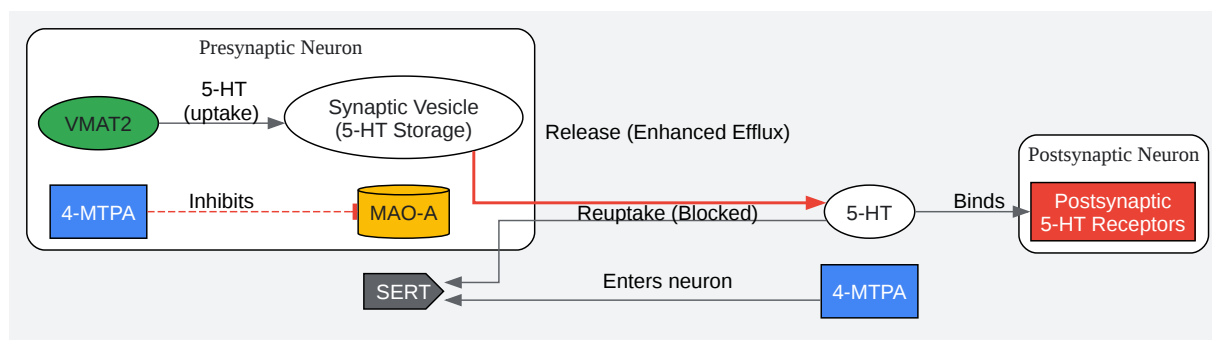 Presynaptic Neuron
5-HT
(uptake)
VMAT2
Synaptic Vesicle
(5-HT Storage)
Release (Enhanced Efflux)
Postsynaptic Neuron
4-MTPA
Inhibits
MAO-A
Reuptake (Blocked)
5-HT
Binds
Postsynaptic
5-HT Receptors
SERT
Enters neuron
4-MTPA